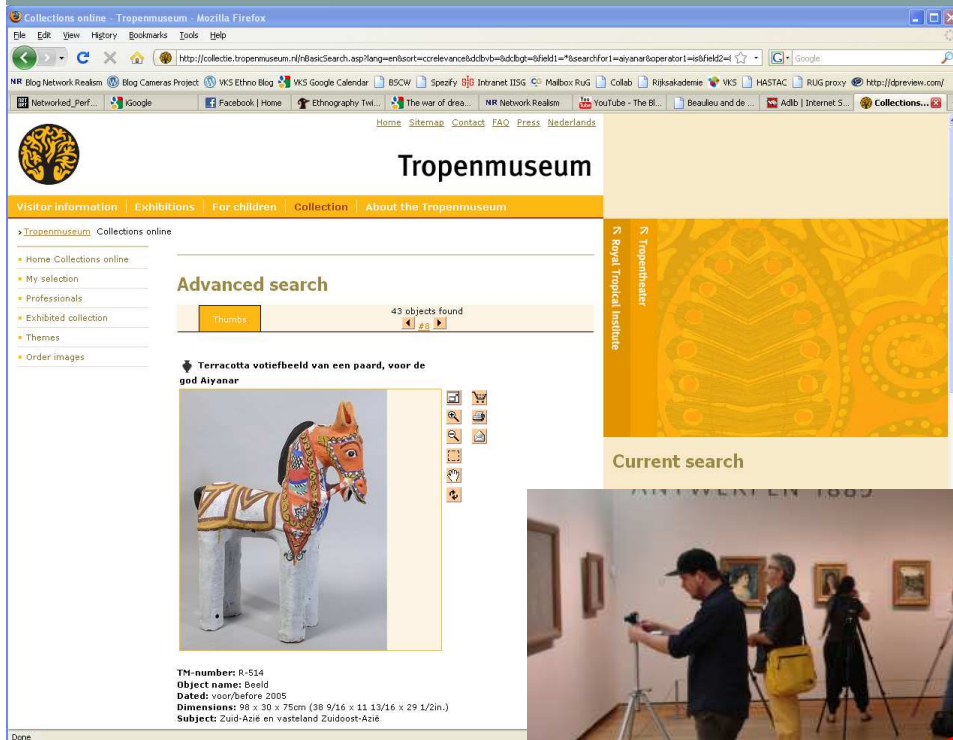 Collections online - Tropenmuseum - Mozilla Firefox
File Edit View History Bookmarks Tools Help
http://collectie.tropenmuseum.nl/nBasicSearch.asp?lang=en&sort=ccrelevance&dclbvb=&dclbgt=&field1=*&searchfor1=aiyanar&operator1=is&field2=( Google
NR Blog Network Realism Blog Cameras Project VKS Ethno Blog VKS Google Calendar BSCW Spezify Intranet IISG Mailbox RuG Collab Rijksakademie VKS HASTAC RUG proxy http://dpreview.com/
Networked_Perf... iGoogle Facebook | Home Ethnography Twi... The war of drea... NR Network Realism YouTube - The Bl... Beaulieu and de ... Adlib | Internet S... Collections...
Home Sitemap Contact FAQ Press Nederlands
Tropenmuseum
Visitor information Exhibitions For children Collection About the Tropenmuseum
Tropenmuseum Collections online
Home Collections online
My selection
Professionals
Exhibited collection
Themes
Order images
Advanced search
Thumbs
43 objects found
#8
Terracotta votiefbeeld van een paard, voor de
god Aiyanar
TM-number: R-514
Object name: Beeld
Dated: voor/before 2005
Dimensions: 98 x 30 x 75cm (38 9/16 x 11 13/16 x 29 1/2in.)
Subject: Zuid-Azië en vasteland Zuidoost-Azië
Royal Tropical Institute
Tropentheater
Current search
ANTWERPEN 1885
Done